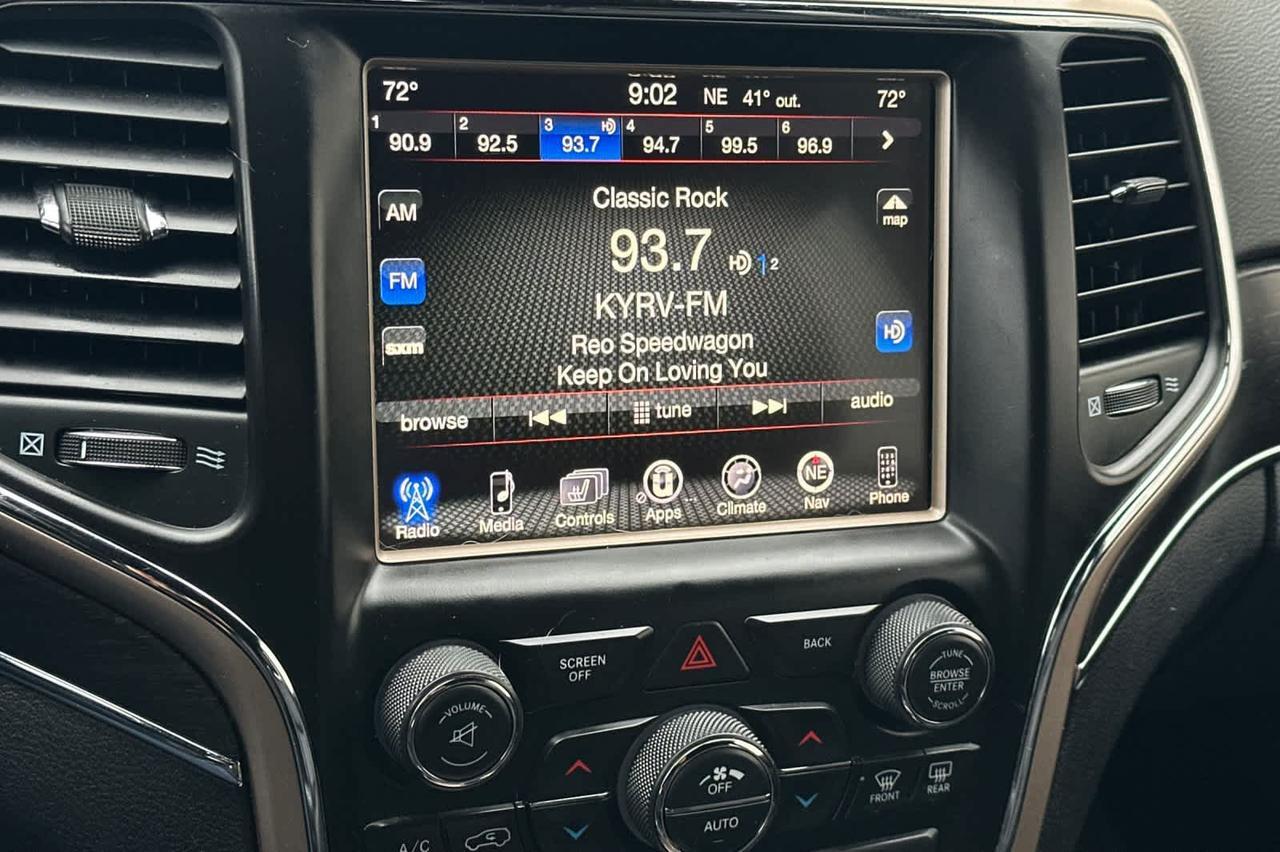 72° 9:02 NE 41° out. 72°
1 90.9 2 92.5 3 HD 93.7 4 94.7 5 99.5 6 96.9
AM
FM
sxm
Classic Rock
93.7 HD 1 2
KYRV-FM
Reo Speedwagon
Keep On Loving You
map
HD
browse tune audio
Radio Media Controls Apps Climate NE Nav Phone
SCREEN
OFF
BACK
VOLUME
TUNE
BROWSE
ENTER
SCROLL
OFF
AUTO
FRONT
REAR
A/C